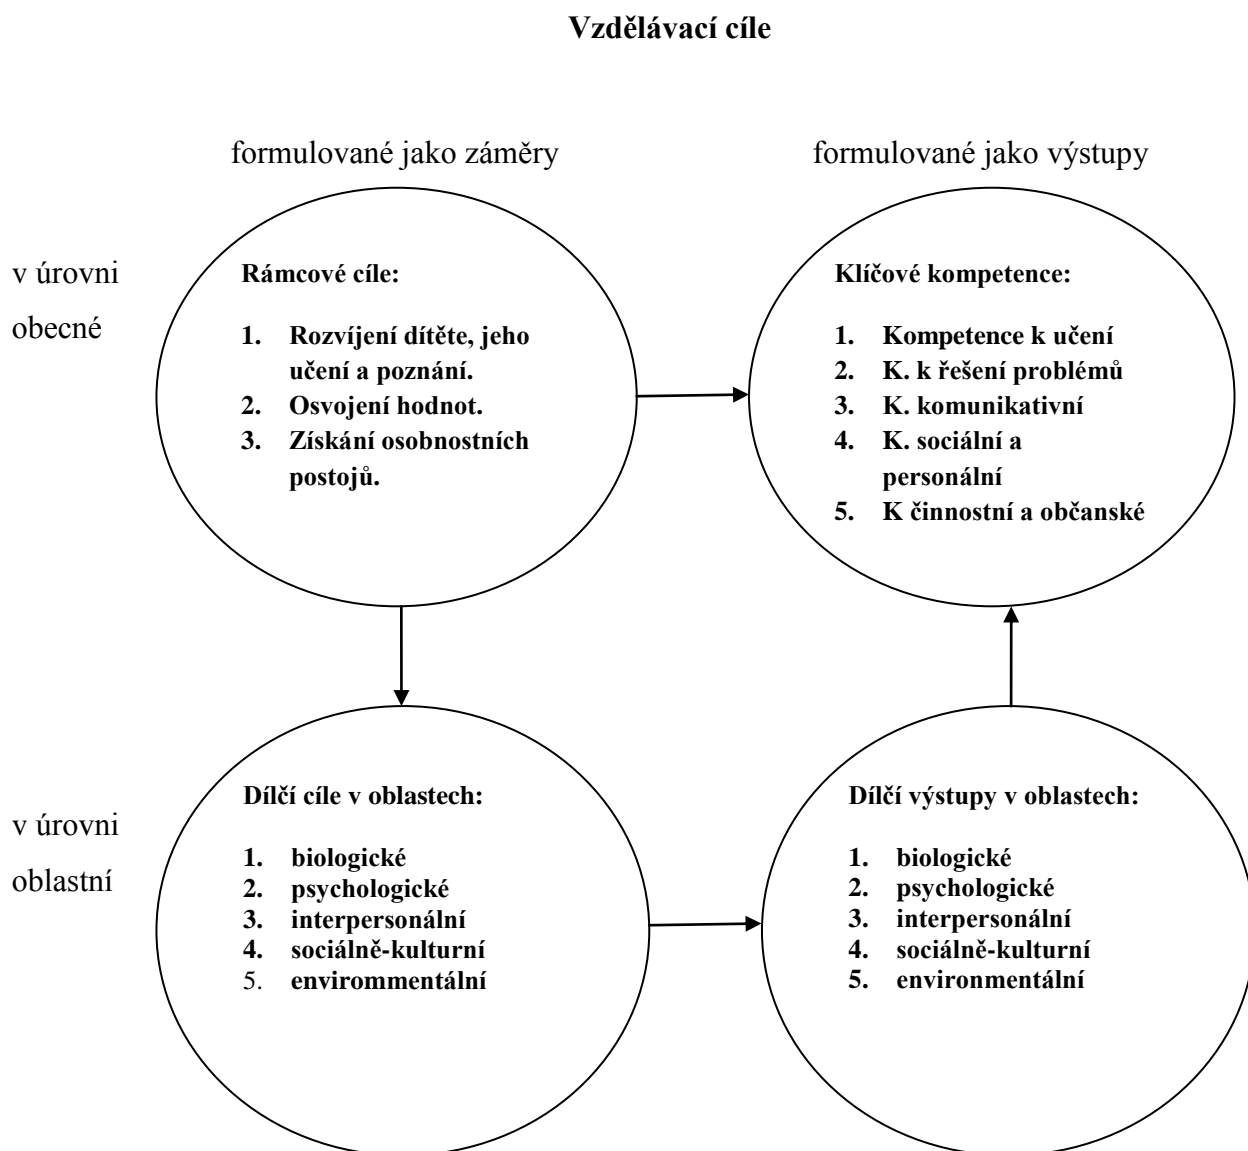 Vzdělávací cíle
formulované jako záměry
formulované jako výstupy
v úrovni
obecné
Rámcové cíle:
1. Rozvíjení dítěte, jeho
učení a poznání.
2. Osvojení hodnot.
3. Získání osobnostních
postojů.
Klíčové kompetence:
1. Kompetence k učení
2. K. k řešení problémů
3. K. komunikativní
4. K. sociální a
personální
5. K činnostní a občanské
v úrovni
oblastní
Dílčí cíle v oblastech:
1. biologické
2. psychologické
3. interpersonální
4. sociálně-kulturní
5. envirommentální
Dílčí výstupy v oblastech:
1. biologické
2. psychologické
3. interpersonální
4. sociálně-kulturní
5. environmentální